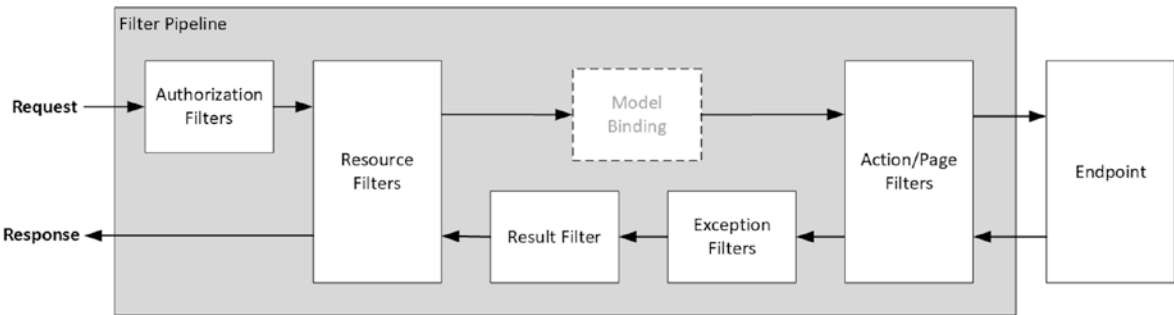 Filter Pipeline
Request
Authorization
Filters
Resource
Filters
Model
Binding
Action/Page
Filters
Endpoint
Response
Result Filter
Exception
Filters